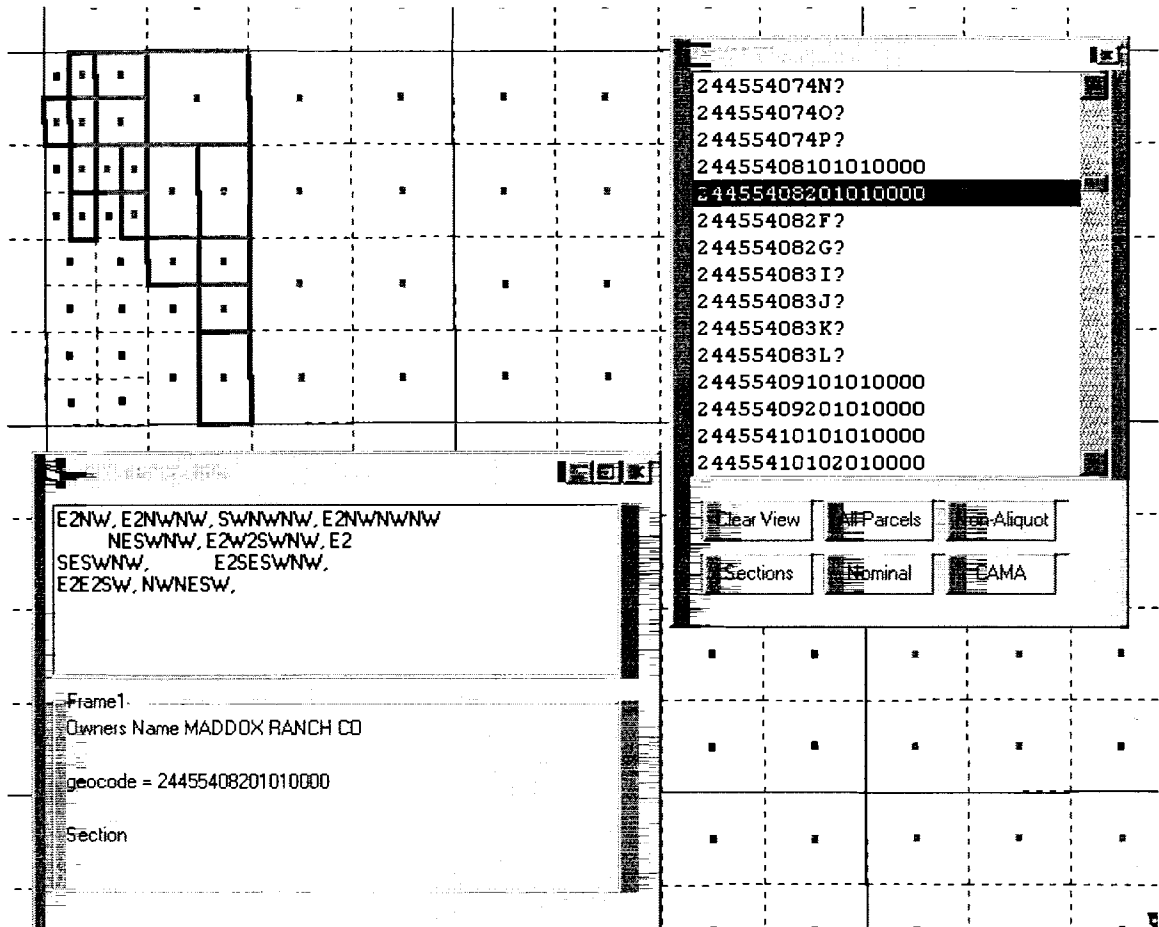 244554074N?
244554074O?
244554074P?
24455408101010000
24455408201010000
244554082F?
244554082G?
244554083I?
244554083J?
244554083K?
244554083L?
24455409101010000
24455409201010000
24455410101010000
24455410102010000
Clear View All Parcels Non-Aliquot
Sections Nominal CAMA
E2NW, E2NWNW, SWNWNW, E2NWNWNW
NESWNW, E2W2SWNW, E2
SESWNW, E2SESWNW,
E2E2SW, NWNESW,
Frame1
Owners Name MADDOX RANCH CO
geocode = 24455408201010000
Section